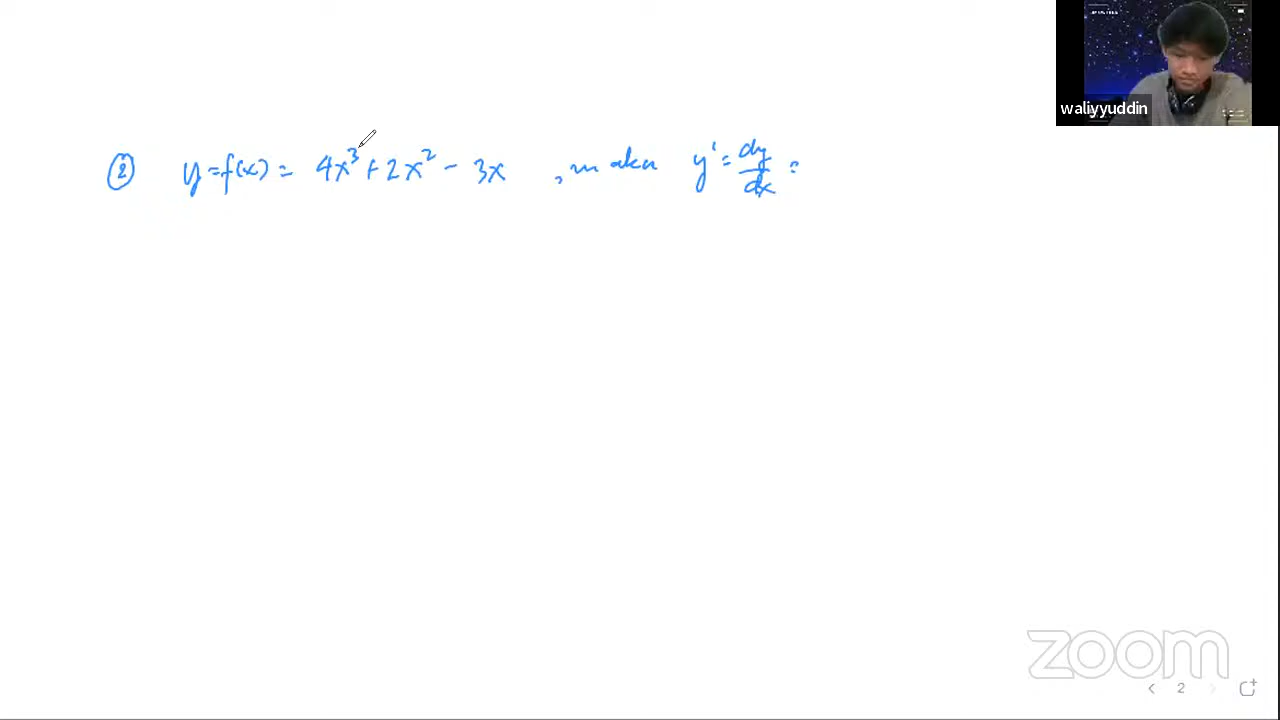 waliyyuddin
② y = f(x) = 4x³ + 2x² - 3x , maka y' = dy/dx =
zoom
< 2 >